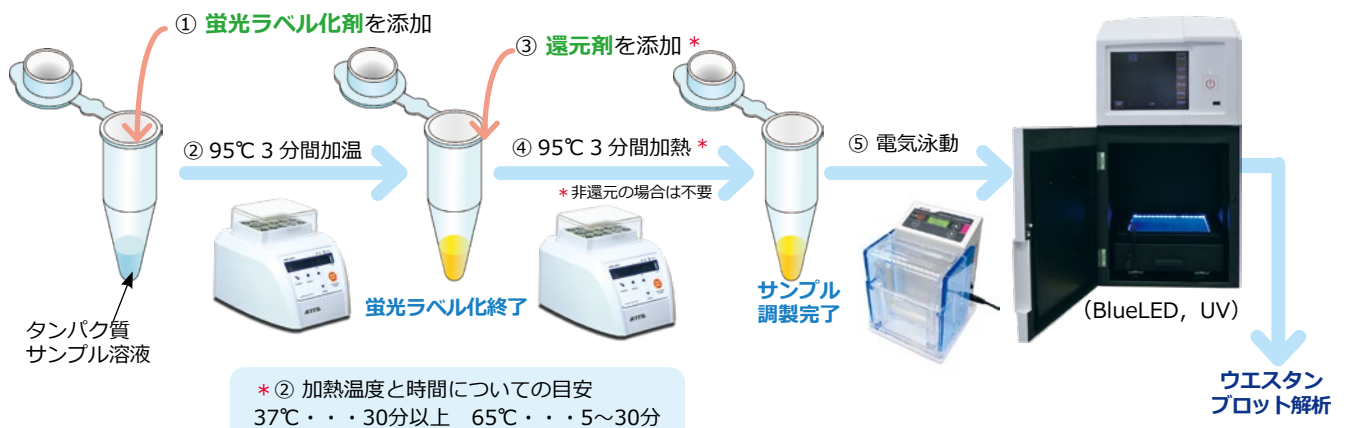 ① 蛍光ラベル化剤を添加
③ 還元剤を添加 *
② 95℃ 3 分間加温
④ 95℃ 3 分間加熱 *
*非還元の場合は不要
⑤ 電気泳動
タンパク質
サンプル溶液
蛍光ラベル化終了
サンプル
調製完了
(BlueLED, UV)
ウエスタン
ブロット解析
*② 加熱温度と時間についての目安
37℃・・・30分以上 65℃・・・5~30分
ATTO